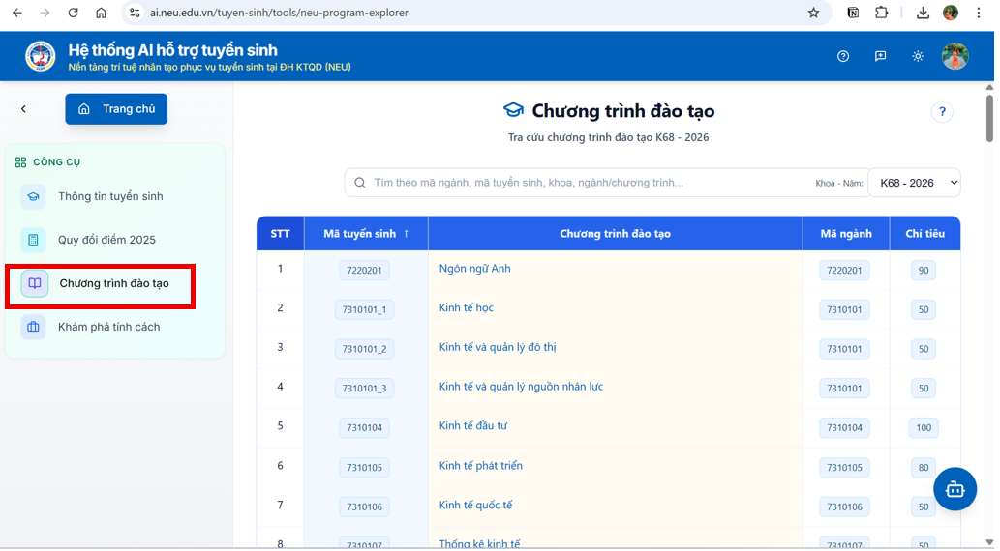 ai.neu.edu.vn/tuyen-sinh/tools/neu-program-explorer
Hệ thống AI hỗ trợ tuyển sinh
Nền tảng trí tuệ nhân tạo phục vụ tuyển sinh tại ĐH KTQD (NEU)
Trang chủ
CÔNG CỤ
Thông tin tuyển sinh
Quy đổi điểm 2025
Chương trình đào tạo
Khám phá tính cách
Chương trình đào tạo
?
Tra cứu chương trình đào tạo K68 - 2026
Tìm theo mã ngành, mã tuyển sinh, khoa, ngành/chương trình... Khoá - Năm: K68 - 2026
STT Mã tuyển sinh ↑ Chương trình đào tạo Mã ngành Chỉ tiêu
1 7220201 Ngôn ngữ Anh 7220201 90
2 7310101_1 Kinh tế học 7310101 50
3 7310101_2 Kinh tế và quản lý đô thị 7310101 50
4 7310101_3 Kinh tế và quản lý nguồn nhân lực 7310101 50
5 7310104 Kinh tế đầu tư 7310104 100
6 7310105 Kinh tế phát triển 7310105 80
7 7310106 Kinh tế quốc tế 7310106 50
8 7310107 Thống kê kinh tế 7310107 50